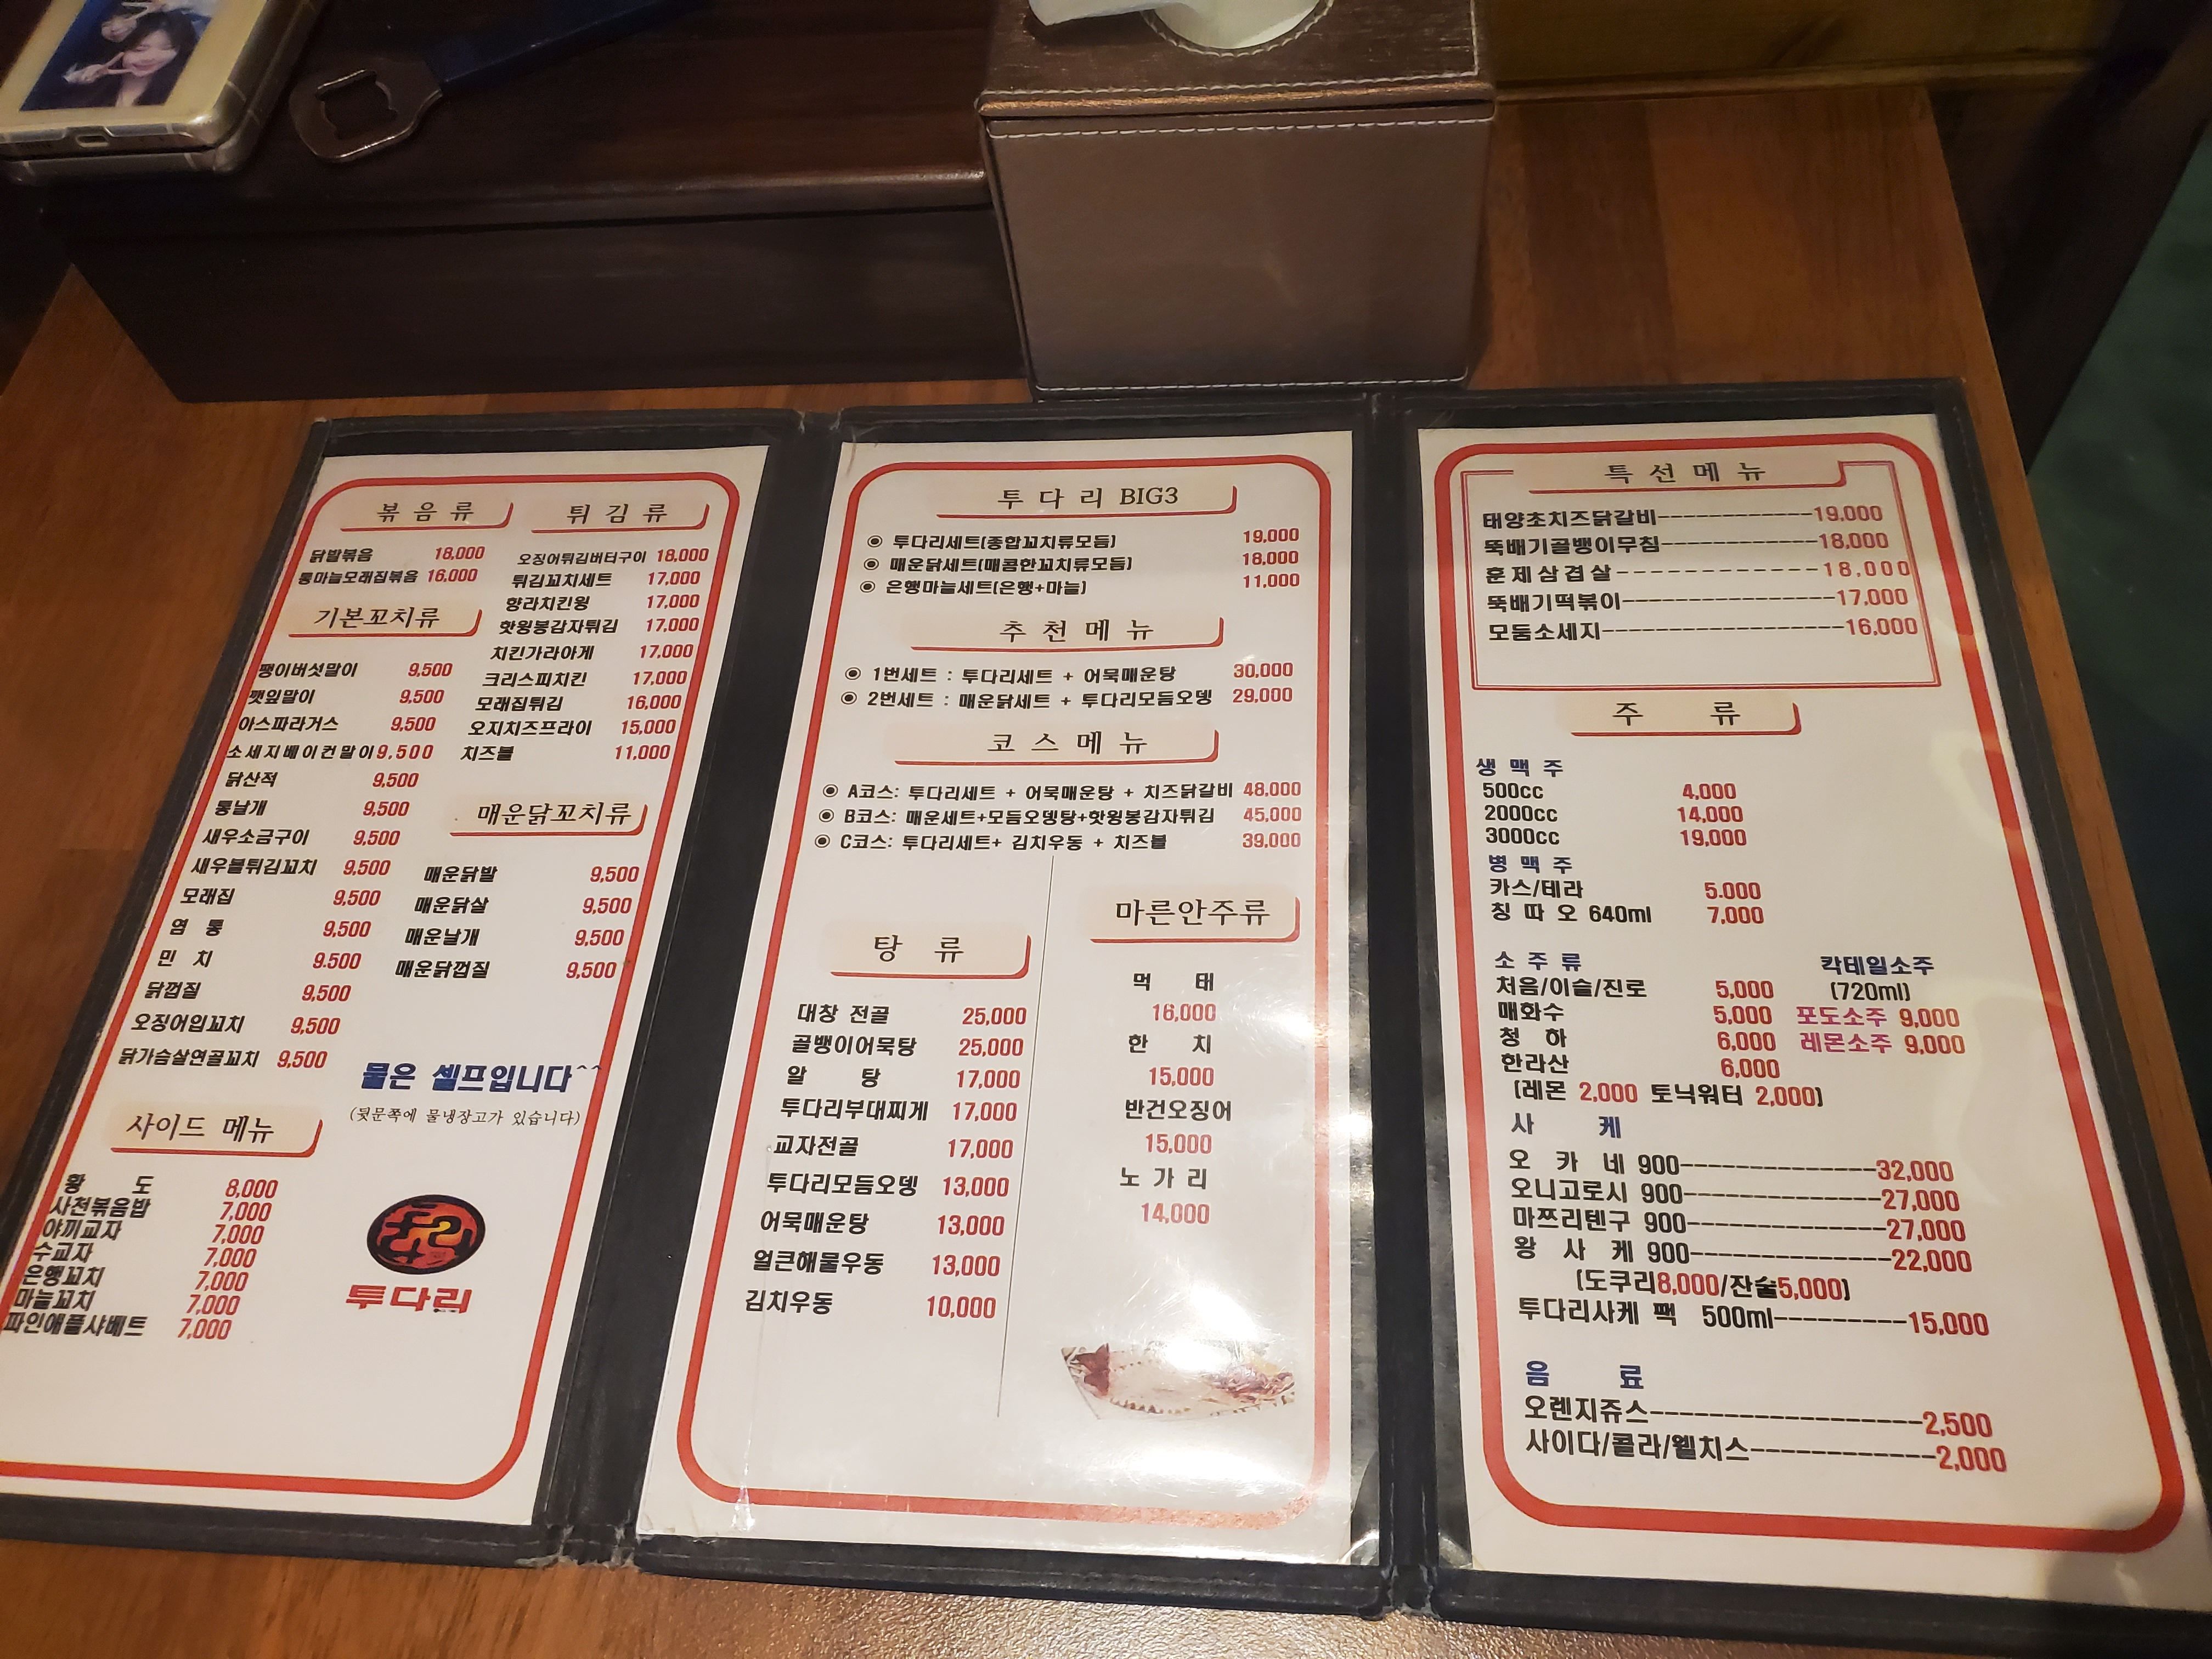 볶음류
닭발볶음 18,000
통마늘모래집볶음 16,000
튀김류
오징어튀김버터구이 18,000
튀김꼬치세트 17,000
향라치킨윙 17,000
핫윙봉감자튀김 17,000
치킨가라아게 17,000
크리스피치킨 17,000
모래집튀김 16,000
오지치즈프라이 15,000
치즈볼 11,000
기본꼬치류
팽이버섯말이 9,500
깻잎말이 9,500
아스파라거스 9,500
소세지베이컨말이 9,500
닭산적 9,500
통날개 9,500
새우소금구이 9,500
새우볼튀김꼬치 9,500
모래집 9,500
염 통 9,500
민 치 9.500
닭껍질 9,500
오징어입꼬치 9,500
닭가슴살연골꼬치 9,500
매운닭꼬치류
매운닭발 9,500
매운닭살 9,500
매운날개 9,500
매운닭껍질 9,500
물은 셀프입니다^^
(뒷문쪽에 물냉장고가 있습니다)
사이드 메뉴
황 도 8,000
사천볶음밥 7,000
야끼교자 7,000
수교자 7,000
은행꼬치 7,000
마늘꼬치 7,000
파인애플샤베트 7,000
투다리
투다리 BIG3
◉ 투다리세트(종합꼬치류모듬) 19,000
◉ 매운닭세트(매콤한꼬치류모듬) 18,000
◉ 은행마늘세트(은행+마늘) 11,000
추천메뉴
◉ 1번세트 : 투다리세트 + 어묵매운탕 30,000
◉ 2번세트 : 매운닭세트 + 투다리모듬오뎅 29,000
코스메뉴
◉ A코스: 투다리세트 + 어묵매운탕 + 치즈닭갈비 48,000
◉ B코스: 매운세트+모듬오뎅탕+핫윙봉감자튀김 45,000
◉ C코스: 투다리세트+ 김치우동 + 치즈볼 39,000
탕 류
대창 전골 25,000
골뱅이어묵탕 25,000
알 탕 17,000
투다리부대찌게 17,000
교자전골 17,000
투다리모듬오뎅 13,000
어묵매운탕 13,000
얼큰해물우동 13,000
김치우동 10,000
마른안주류
먹 태
16,000
한 치
15,000
반건오징어
15,000
노 가 리
14,000
특선메뉴
태양초치즈닭갈비------------19,000
뚝배기골뱅이무침------------18,000
훈제삼겹살-------------18,000
뚝배기떡볶이----------------17,000
모둠소세지------------------16,000
주 류
생 맥 주
500cc 4,000
2000cc 14,000
3000cc 19,000
병 맥 주
카스/테라 5.000
칭 따 오 640ml 7,000
소 주 류
처음/이슬/진로 5,000
매화수 5,000
청 하 6,000
한라산 6,000
(레몬 2,000 토닉워터 2,000)
칵테일소주
(720ml)
포도소주 9,000
레몬소주 9,000
사 케
오 카 네 900---------------32,000
오니고로시 900---------------27,000
마쯔리텐구 900---------------27,000
왕 사 케 900---------------22,000
(도쿠리8,000/잔술5,000)
투다리사케 팩 500ml----------15,000
음 료
오렌지쥬스--------------------2,500
사이다/콜라/웰치스-------------2,000